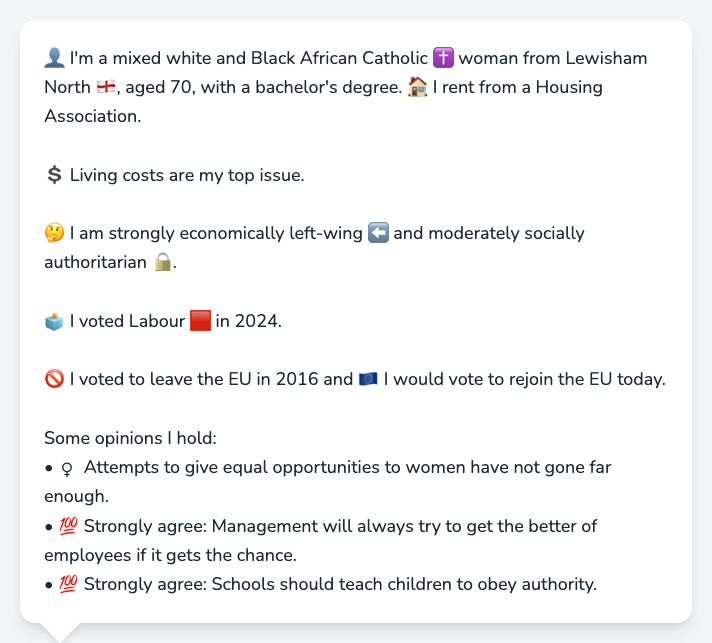 👤 I'm a mixed white and Black African Catholic ✝️ woman from Lewisham
North 🏴󠁧󠁢󠁥󠁮󠁧󠁿, aged 70, with a bachelor's degree. 🏠 I rent from a Housing
Association.
💲 Living costs are my top issue.
🤔 I am strongly economically left-wing ⬅️ and moderately socially
authoritarian 🔒.
🗳️ I voted Labour 🟥 in 2024.
🚫 I voted to leave the EU in 2016 and 🇪🇺 I would vote to rejoin the EU today.
Some opinions I hold:
• ♀ Attempts to give equal opportunities to women have not gone far
enough.
• 💯 Strongly agree: Management will always try to get the better of
employees if it gets the chance.
• 💯 Strongly agree: Schools should teach children to obey authority.